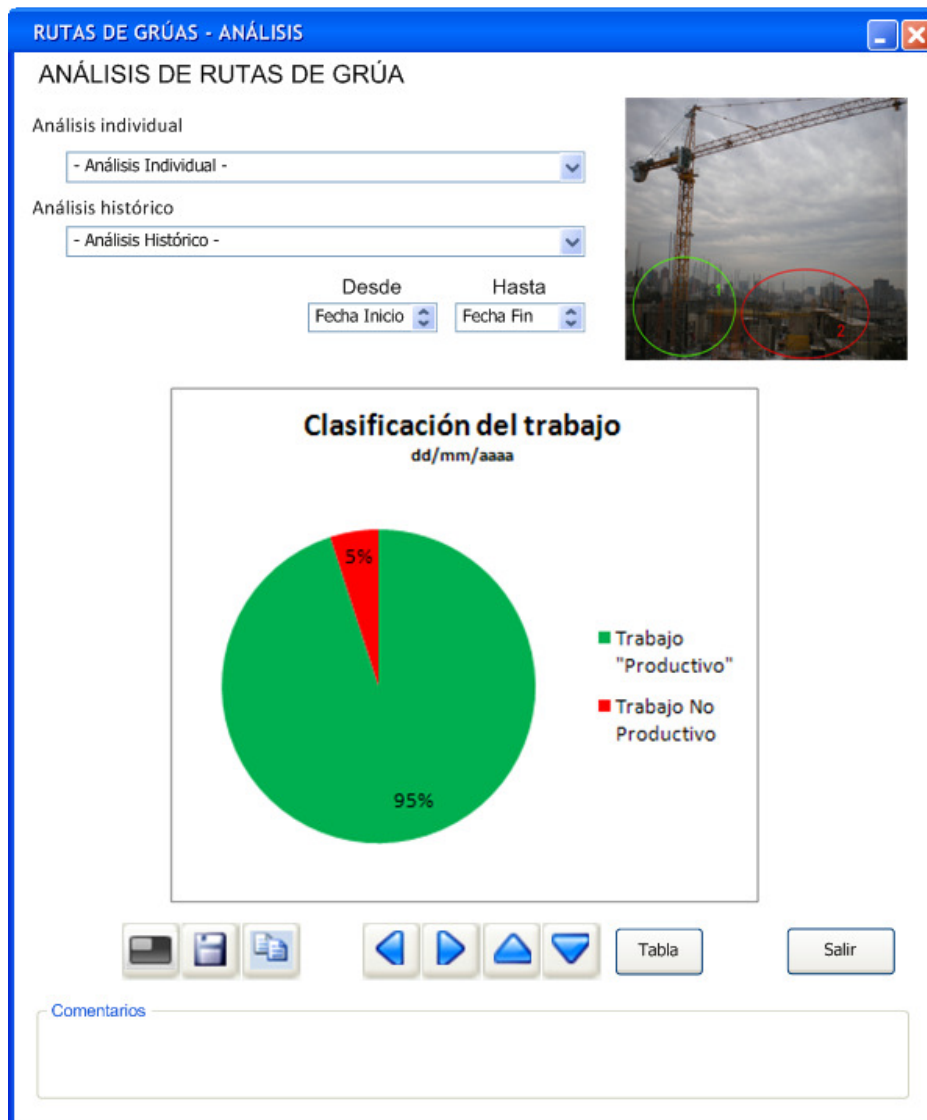 RUTAS DE GRÚAS - ANÁLISIS
ANÁLISIS DE RUTAS DE GRÚA
Análisis individual
- Análisis Individual -
Análisis histórico
- Análisis Histórico -
Desde
Hasta
Fecha Inicio
Fecha Fin
1
2
Clasificación del trabajo
dd/mm/aaaa
5%
95%
Trabajo
"Productivo"
Trabajo No
Productivo
Tabla
Salir
Comentarios